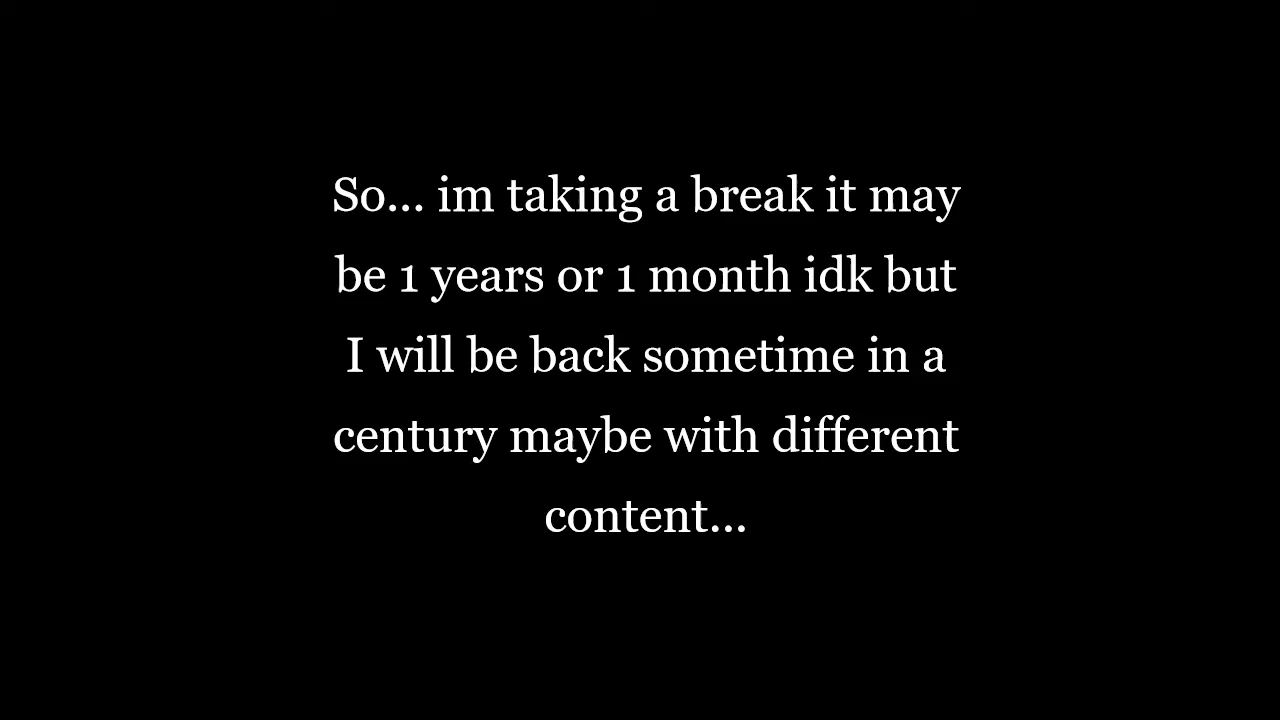 So... im taking a break it may
be 1 years or 1 month idk but
I will be back sometime in a
century maybe with different
content...